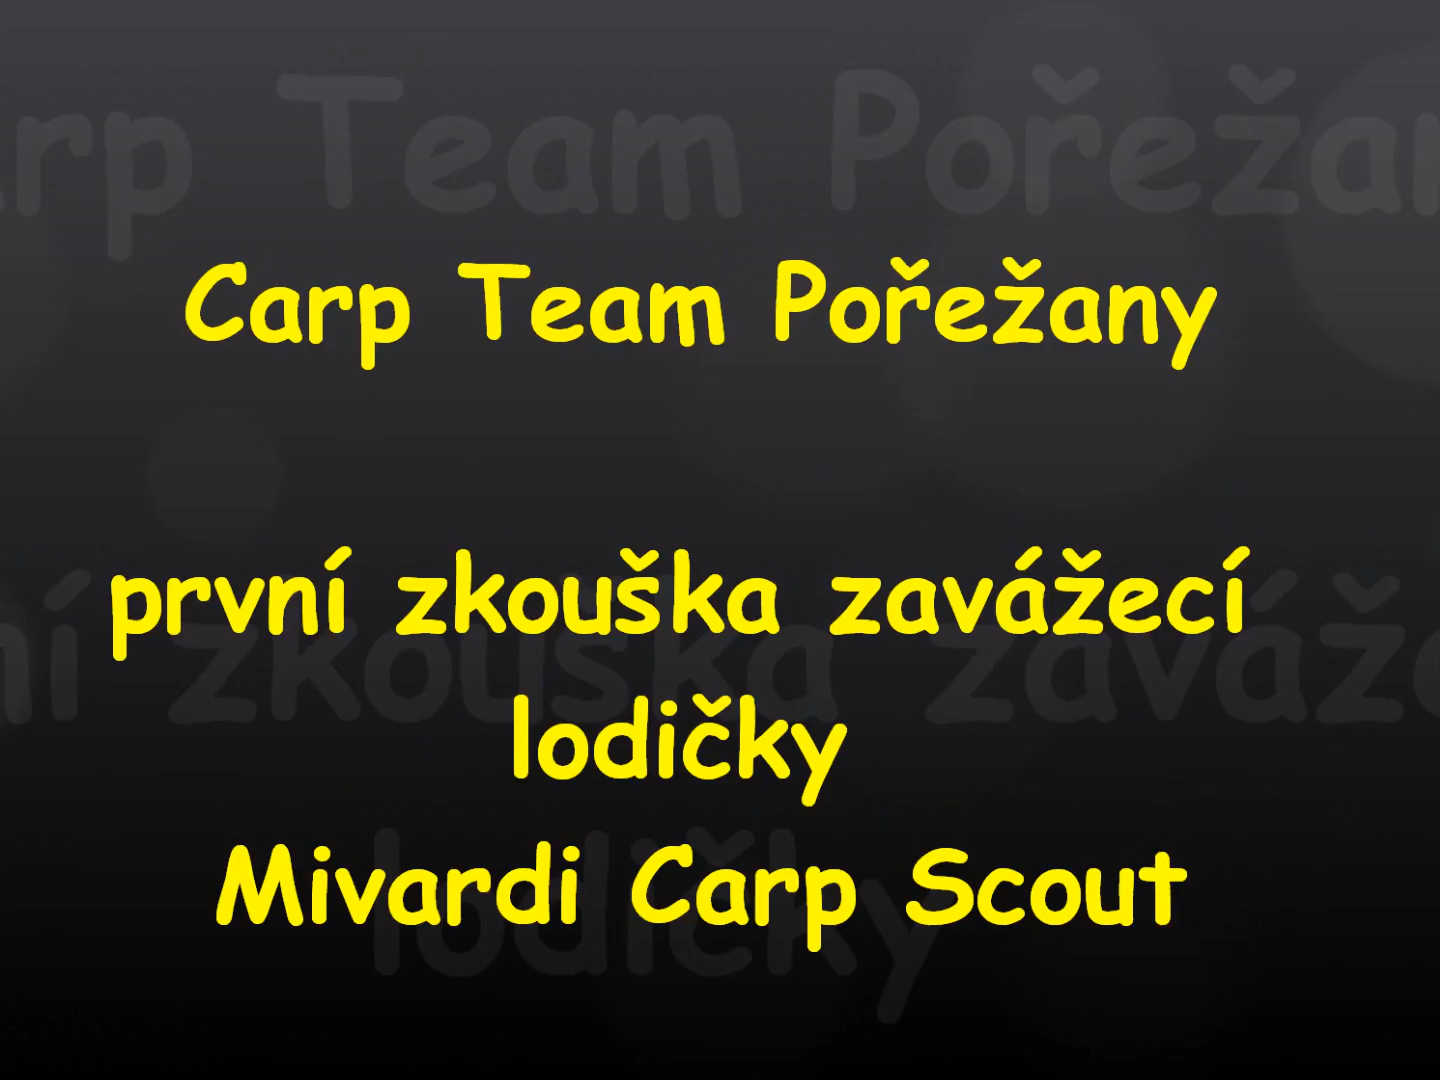 Carp Team Pořežany
první zkouška zavážecí
lodičky
Mivardi Carp Scout